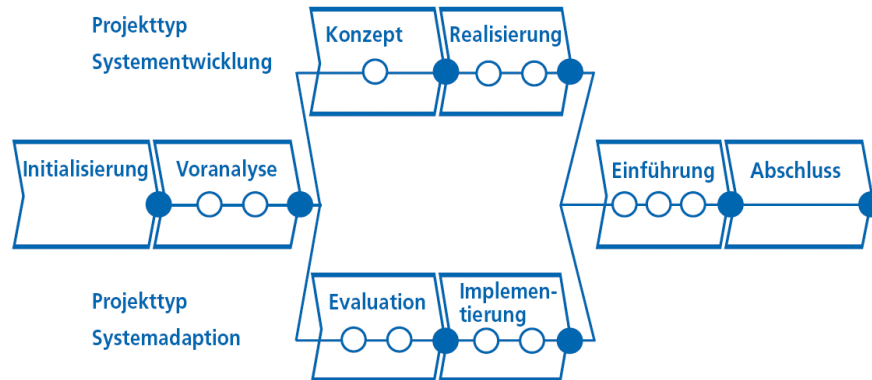 Projekttyp
Systementwicklung
Konzept
Realisierung
Initialisierung
Voranalyse
Einführung
Abschluss
Projekttyp
Systemadaption
Evaluation
Implemen-
tierung